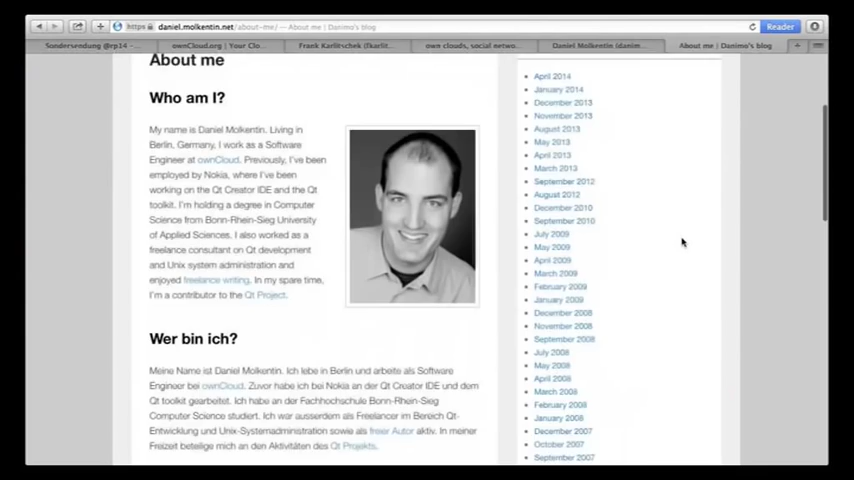 https daniel.molkentin.net/about-me/ — About me | Danimo's blog
Reader
Sondersendung @rp14 – ...
ownCloud.org | Your Clo...
Frank Karlitschek (fkarlit...
own clouds, social netwo...
Daniel Molkentin (danim...
About me | Danimo's blog
About me
Who am I?
My name is Daniel Molkentin. Living in
Berlin, Germany, I work as a Software
Engineer at ownCloud. Previously, I've been
employed by Nokia, where I've been
working on the Qt Creator IDE and the Qt
toolkit. I'm holding a degree in Computer
Science from Bonn-Rhein-Sieg University
of Applied Sciences. I also worked as a
freelance consultant on Qt development
and Unix system administration and
enjoyed freelance writing. In my spare time,
I'm a contributor to the Qt Project.
Wer bin ich?
Meine Name ist Daniel Molkentin. Ich lebe in Berlin und arbeite als Software
Engineer bei ownCloud. Zuvor habe ich bei Nokia an der Qt Creator IDE und dem
Qt toolkit gearbeitet. Ich habe an der Fachhochschule Bonn-Rhein-Sieg
Computer Science studiert. Ich war ausserdem als Freelancer im Bereich Qt-
Entwicklung und Unix-Systemadministration sowie als freier Autor aktiv. In meiner
Freizeit beteilige mich an den Aktivitäten des Qt Projekts.
April 2014
January 2014
December 2013
November 2013
August 2013
May 2013
April 2013
March 2013
September 2012
August 2012
December 2010
September 2010
July 2009
May 2009
April 2009
March 2009
February 2009
January 2009
December 2008
November 2008
September 2008
July 2008
May 2008
April 2008
March 2008
February 2008
January 2008
December 2007
October 2007
September 2007